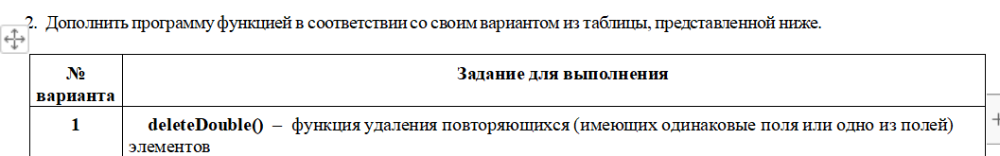 2. Дополнить программу функцией в соответствии со своим вариантом из таблицы, представленной ниже.
№ варианта
Задание для выполнения
1
deleteDouble() – функция удаления повторяющихся (имеющих одинаковые поля или одно из полей)
элементов